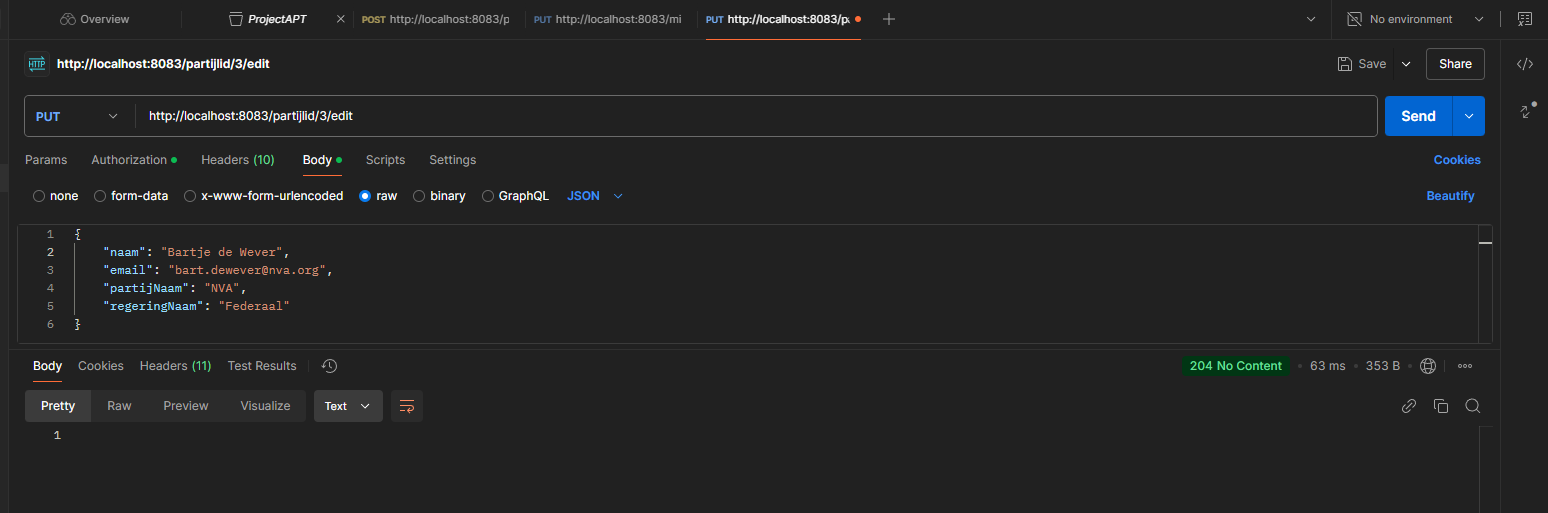 Overview ProjectAPT POST http://localhost:8083/p PUT http://localhost:8083/mi PUT http://localhost:8083/pa No environment
HTTP http://localhost:8083/partijlid/3/edit Save Share
PUT http://localhost:8083/partijlid/3/edit Send
Params Authorization Headers (10) Body Scripts Settings Cookies
none form-data x-www-form-urlencoded raw binary GraphQL JSON Beautify
1 {
2 "naam": "Bartje de Wever",
3 "email": "bart.dewever@nva.org",
4 "partijNaam": "NVA",
5 "regeringNaam": "Federaal"
6 }
Body Cookies Headers (11) Test Results 204 No Content • 63 ms • 353 B
Pretty Raw Preview Visualize Text
1